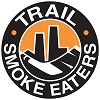 · TRAIL ·
SMOKE EATERS